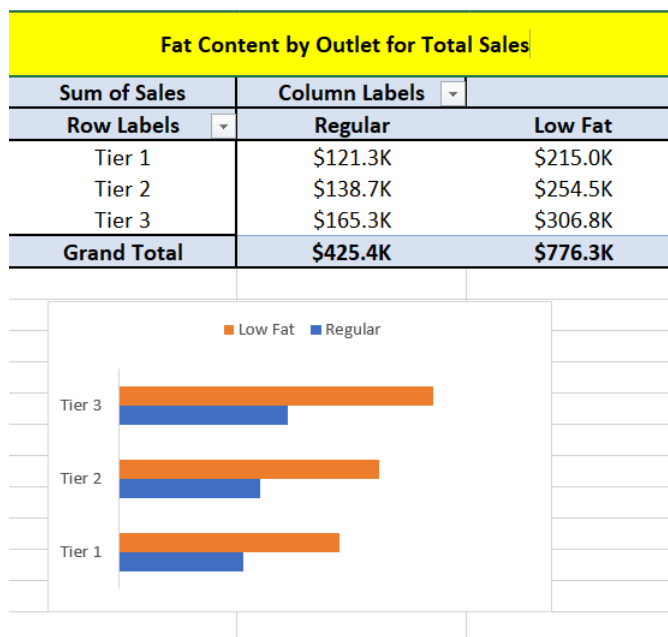 Fat Content by Outlet for Total Sales
Sum of Sales Column Labels
Row Labels Regular Low Fat
Tier 1 $121.3K $215.0K
Tier 2 $138.7K $254.5K
Tier 3 $165.3K $306.8K
Grand Total $425.4K $776.3K
Low Fat Regular
Tier 3
Tier 2
Tier 1